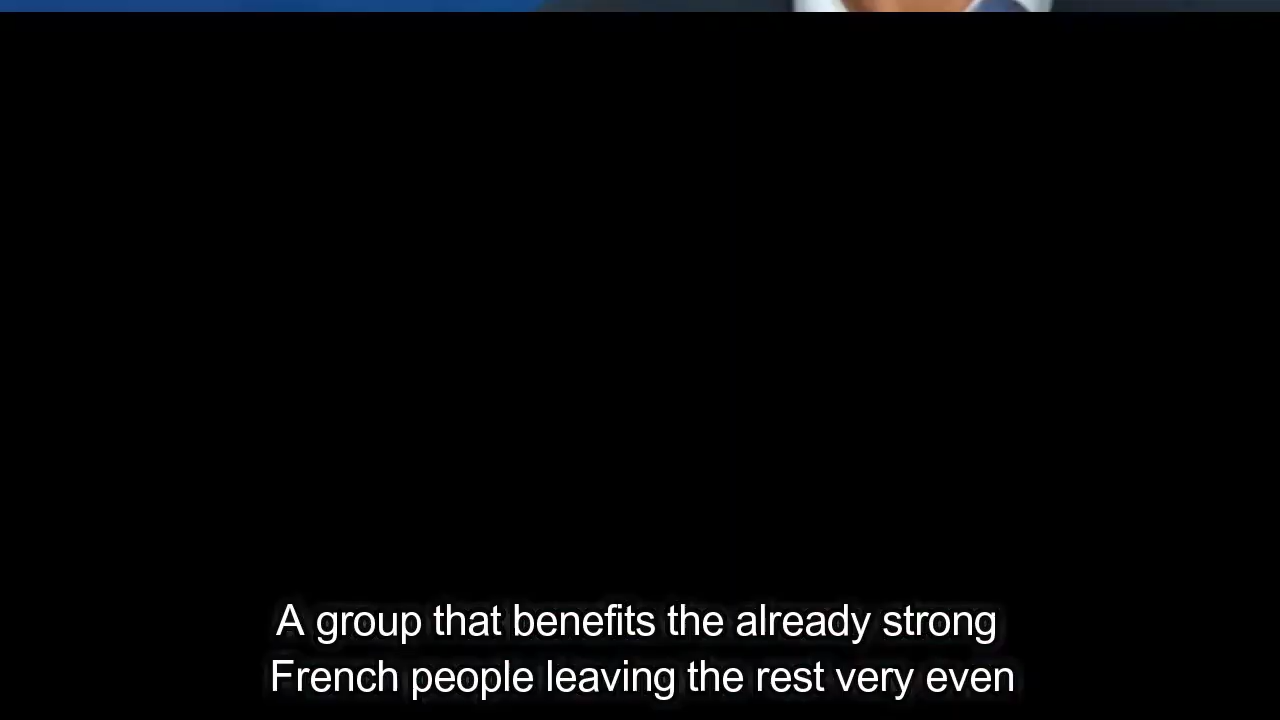 A group that benefits the already strong
French people leaving the rest very even